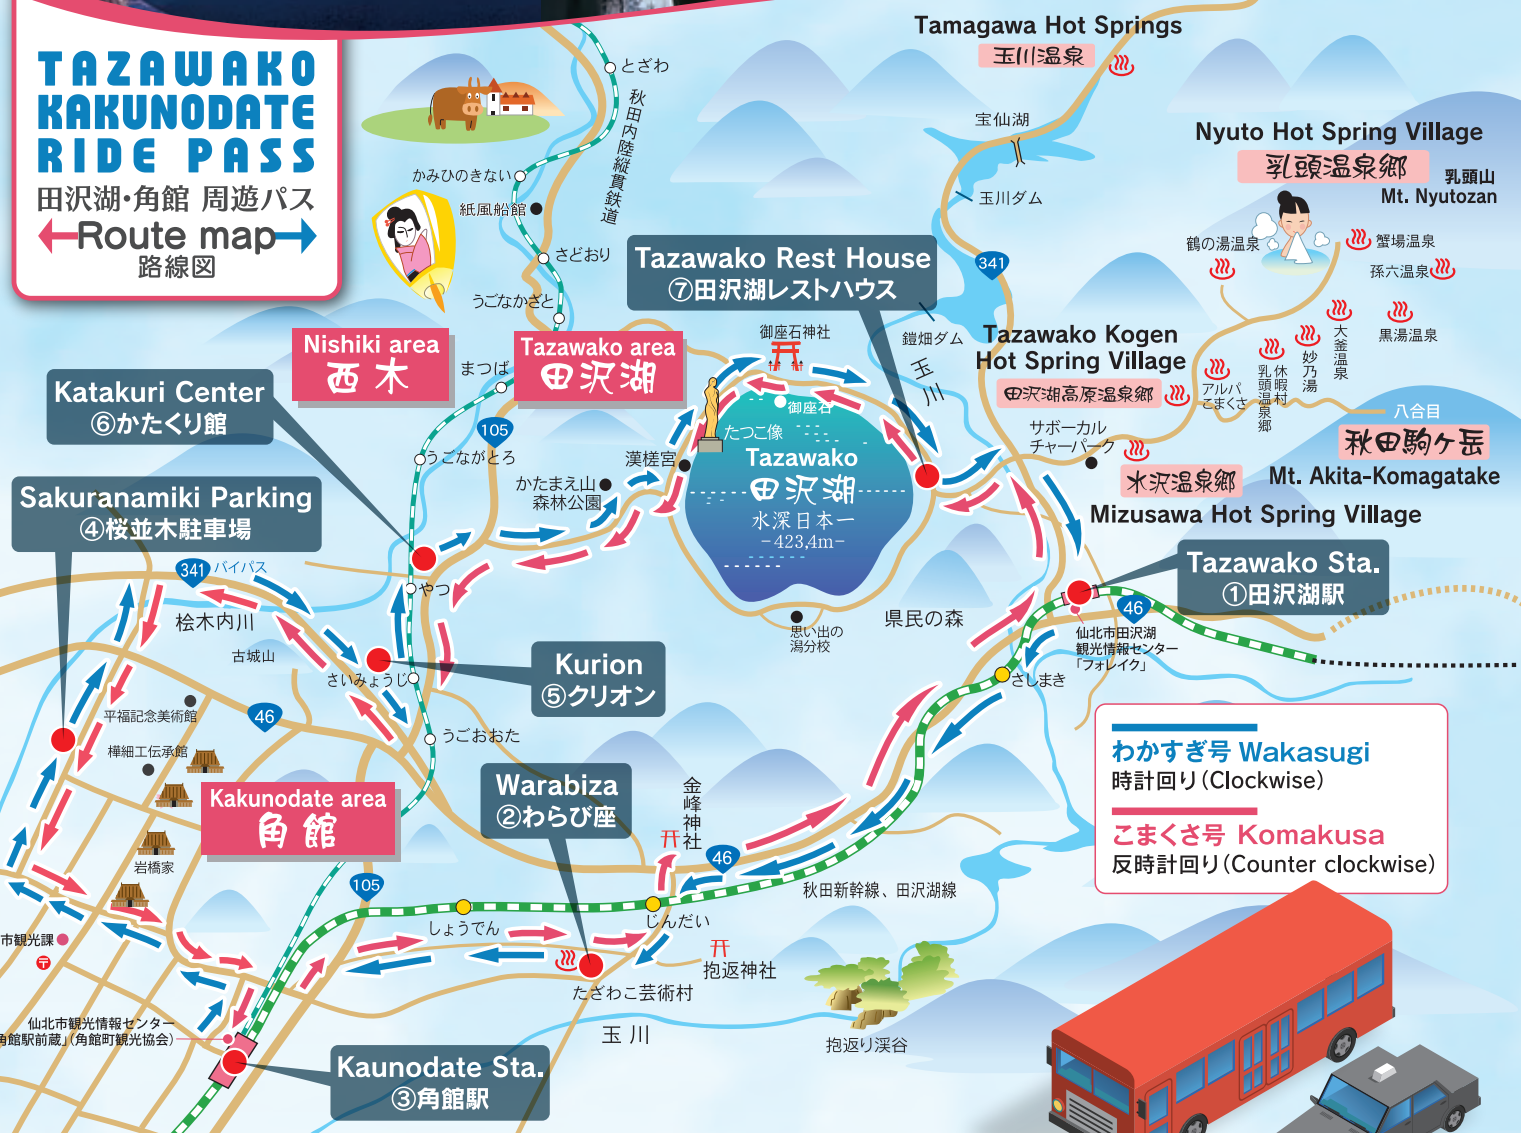 TAZAWAKO
KAKUNODATE
RIDE PASS
田沢湖・角館 周遊パス
Route map
路線図
とざわ
秋田内陸縦貫鉄道
かみひのきない
紙風船館
さどおり
うごなかざと
Tamagawa Hot Springs
玉川温泉
宝仙湖
玉川ダム
341
Nyuto Hot Spring Village
乳頭温泉郷
乳頭山
Mt. Nyutozan
鶴の湯温泉
蟹場温泉
孫六温泉
黒湯温泉
大釜温泉
妙乃湯
休暇村
乳頭温泉郷
アルパ
こまくさ
Tazawako Rest House
⑦田沢湖レストハウス
鎧畑ダム
玉川
Tazawako Kogen
Hot Spring Village
田沢湖高原温泉郷
サポーカル
チャーパーク
八合目
秋田駒ヶ岳
Mt. Akita-Komagatake
水沢温泉郷
Mizusawa Hot Spring Village
Nishiki area
西木
Tazawako area
田沢湖
まつば
105
御座石神社
御座石
たつこ像
Tazawako
田沢湖
水深日本一
-423,4m-
漢槎宮
かたまえ山
森林公園
Katakuri Center
⑥かたくり館
うごながとろ
Sakuranamiki Parking
④桜並木駐車場
341
バイパス
桧木内川
やつ
古城山
さいみょうじ
Kurion
⑤クリオン
思い出の
潟分校
県民の森
Tazawako Sta.
①田沢湖駅
46
仙北市田沢湖
観光情報センター
「フォレイク」
さしまき
平福記念美術館
46
うごおおた
樺細工伝承館
Kakunodate area
角館
岩橋家
105
Warabiza
②わらび座
金峰神社
46
秋田新幹線、田沢湖線
わかすぎ号 Wakasugi
時計回り(Clockwise)
こまくさ号 Komakusa
反時計回り(Counter clockwise)
しょうでん
じんだい
市観光課
抱返神社
たざわこ芸術村
玉川
抱返り渓谷
仙北市観光情報センター
角館駅前蔵」(角館町観光協会)
Kaunodate Sta.
③角館駅